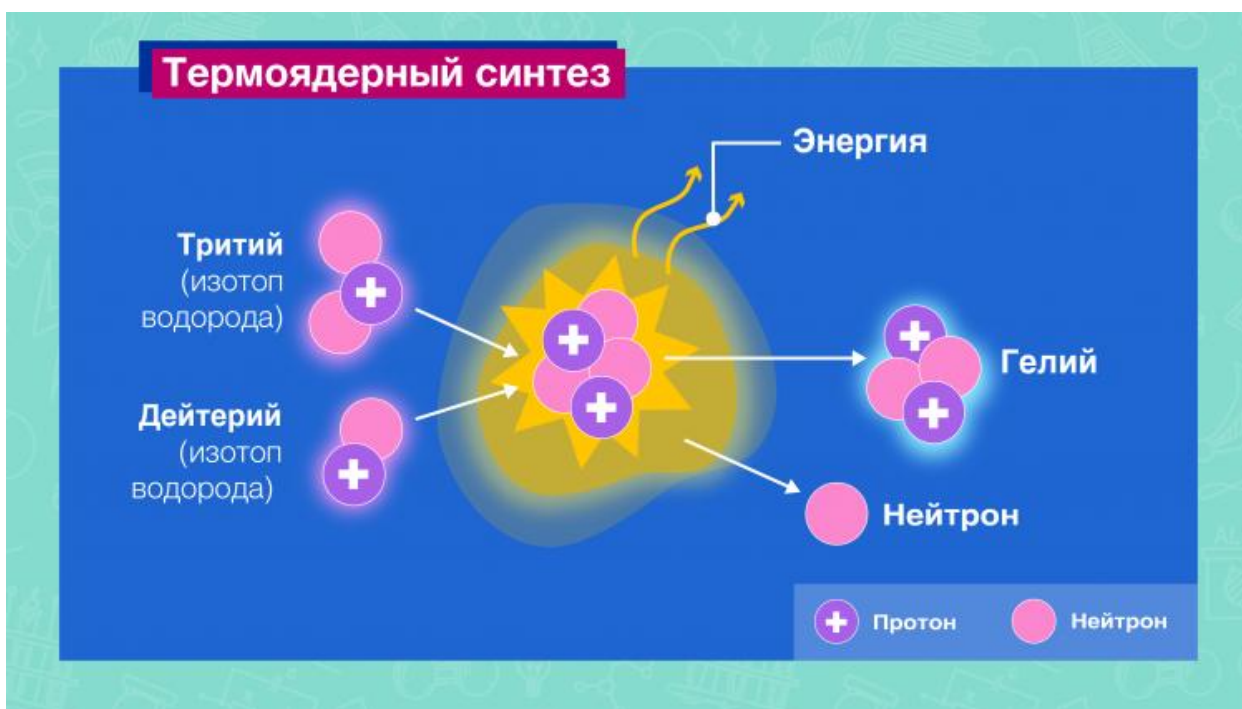 Термоядерный синтез
Энергия
Тритий
(изотоп
водорода)
Дейтерий
(изотоп
водорода)
Гелий
Нейтрон
Протон
Нейтрон